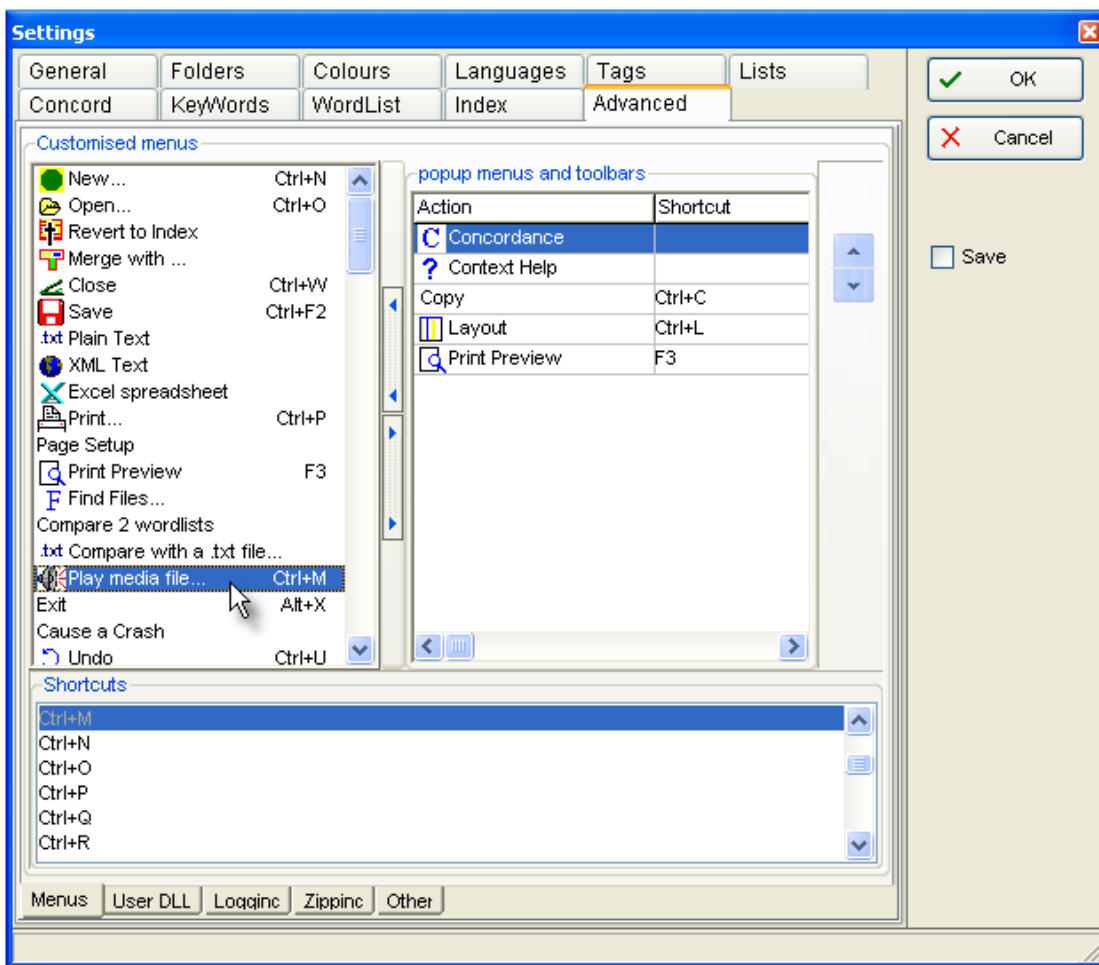 Settings
General Folders Colours Languages Tags Lists
Concord KeyWords WordList Index Advanced
OK
Cancel
Save
Customised menus
New... Ctrl+N
Open... Ctrl+O
Revert to Index
Merge with ...
Close Ctrl+W
Save Ctrl+F2
.txt Plain Text
XML Text
Excel spreadsheet
Print... Ctrl+P
Page Setup
Print Preview F3
F Find Files...
Compare 2 wordlists
.txt Compare with a .txt file...
Play media file... Ctrl+M
Exit Alt+X
Cause a Crash
Undo Ctrl+U
popup menus and toolbars
Action Shortcut
C Concordance
? Context Help
Copy Ctrl+C
Layout Ctrl+L
Print Preview F3
Shortcuts
Ctrl+M
Ctrl+N
Ctrl+O
Ctrl+P
Ctrl+Q
Ctrl+R
Menus User DLL Logging Zipping Other